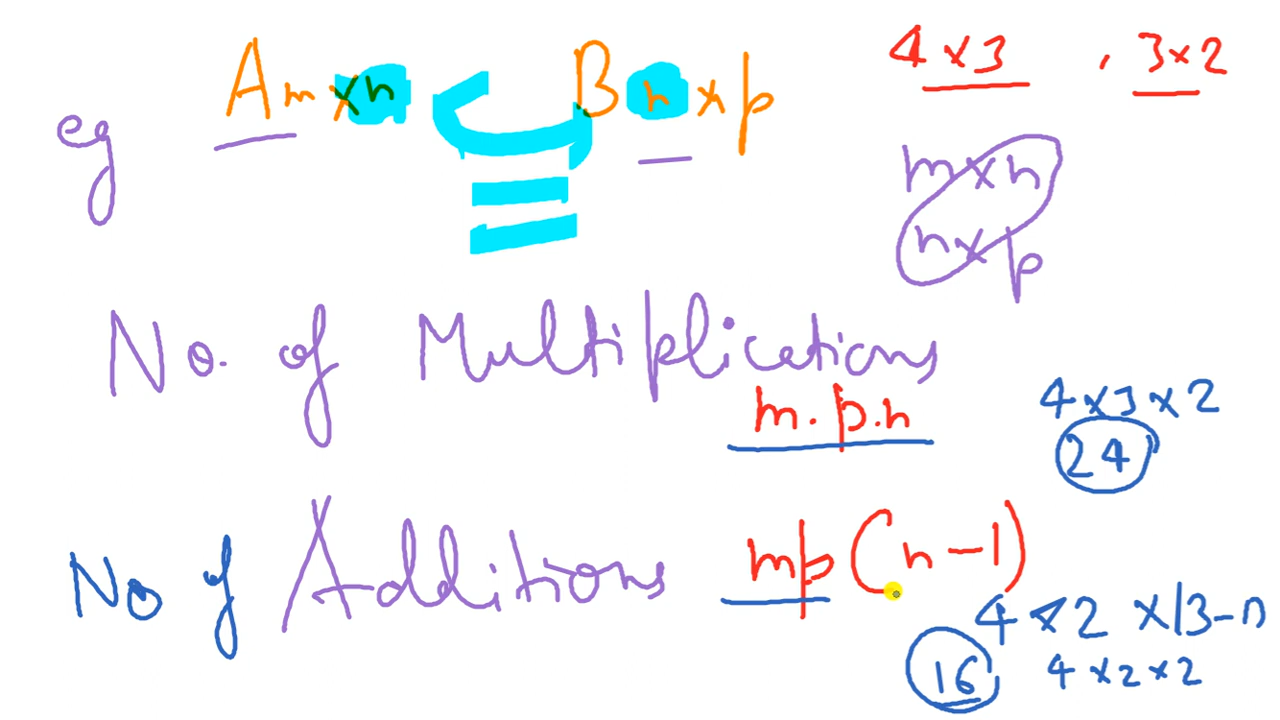 eg A m×n B n×p
4×3 , 3×2
m×n
n×p
No. of Multiplications
m.p.n
4×3×2
24
No of Additions mp(n-1)
4×2×(3-1)
16 4×2×2